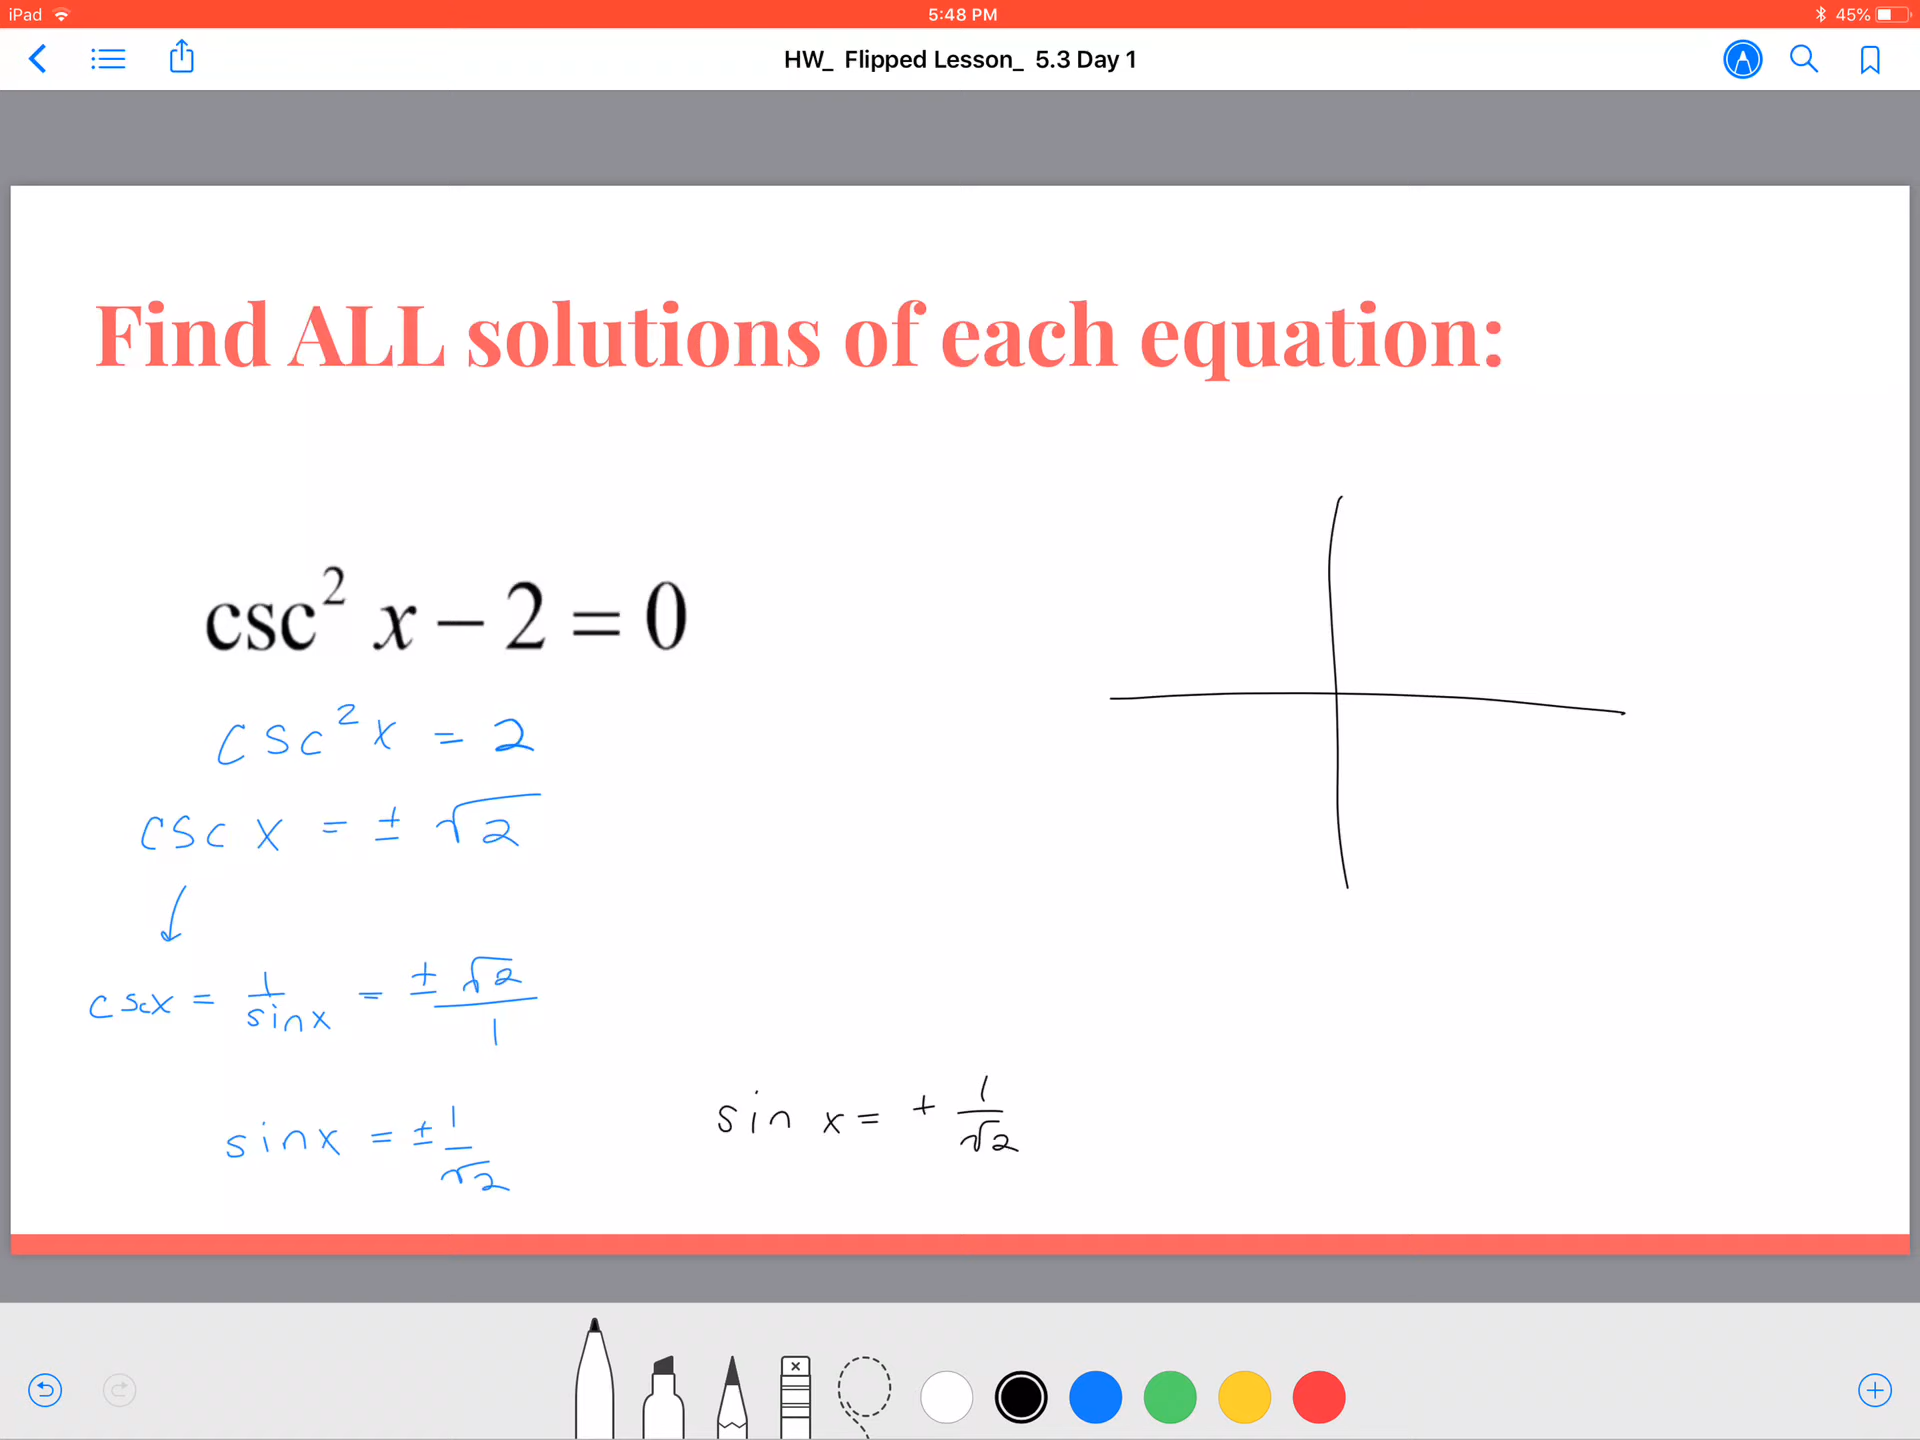 iPad 5:48 PM 45%
HW_ Flipped Lesson_ 5.3 Day 1
Find ALL solutions of each equation:
csc² x − 2 = 0
csc² x = 2
csc x = ± √2
csc x = 1/sin x = ± √2/1
sin x = ± 1/√2
sin x = + 1/√2